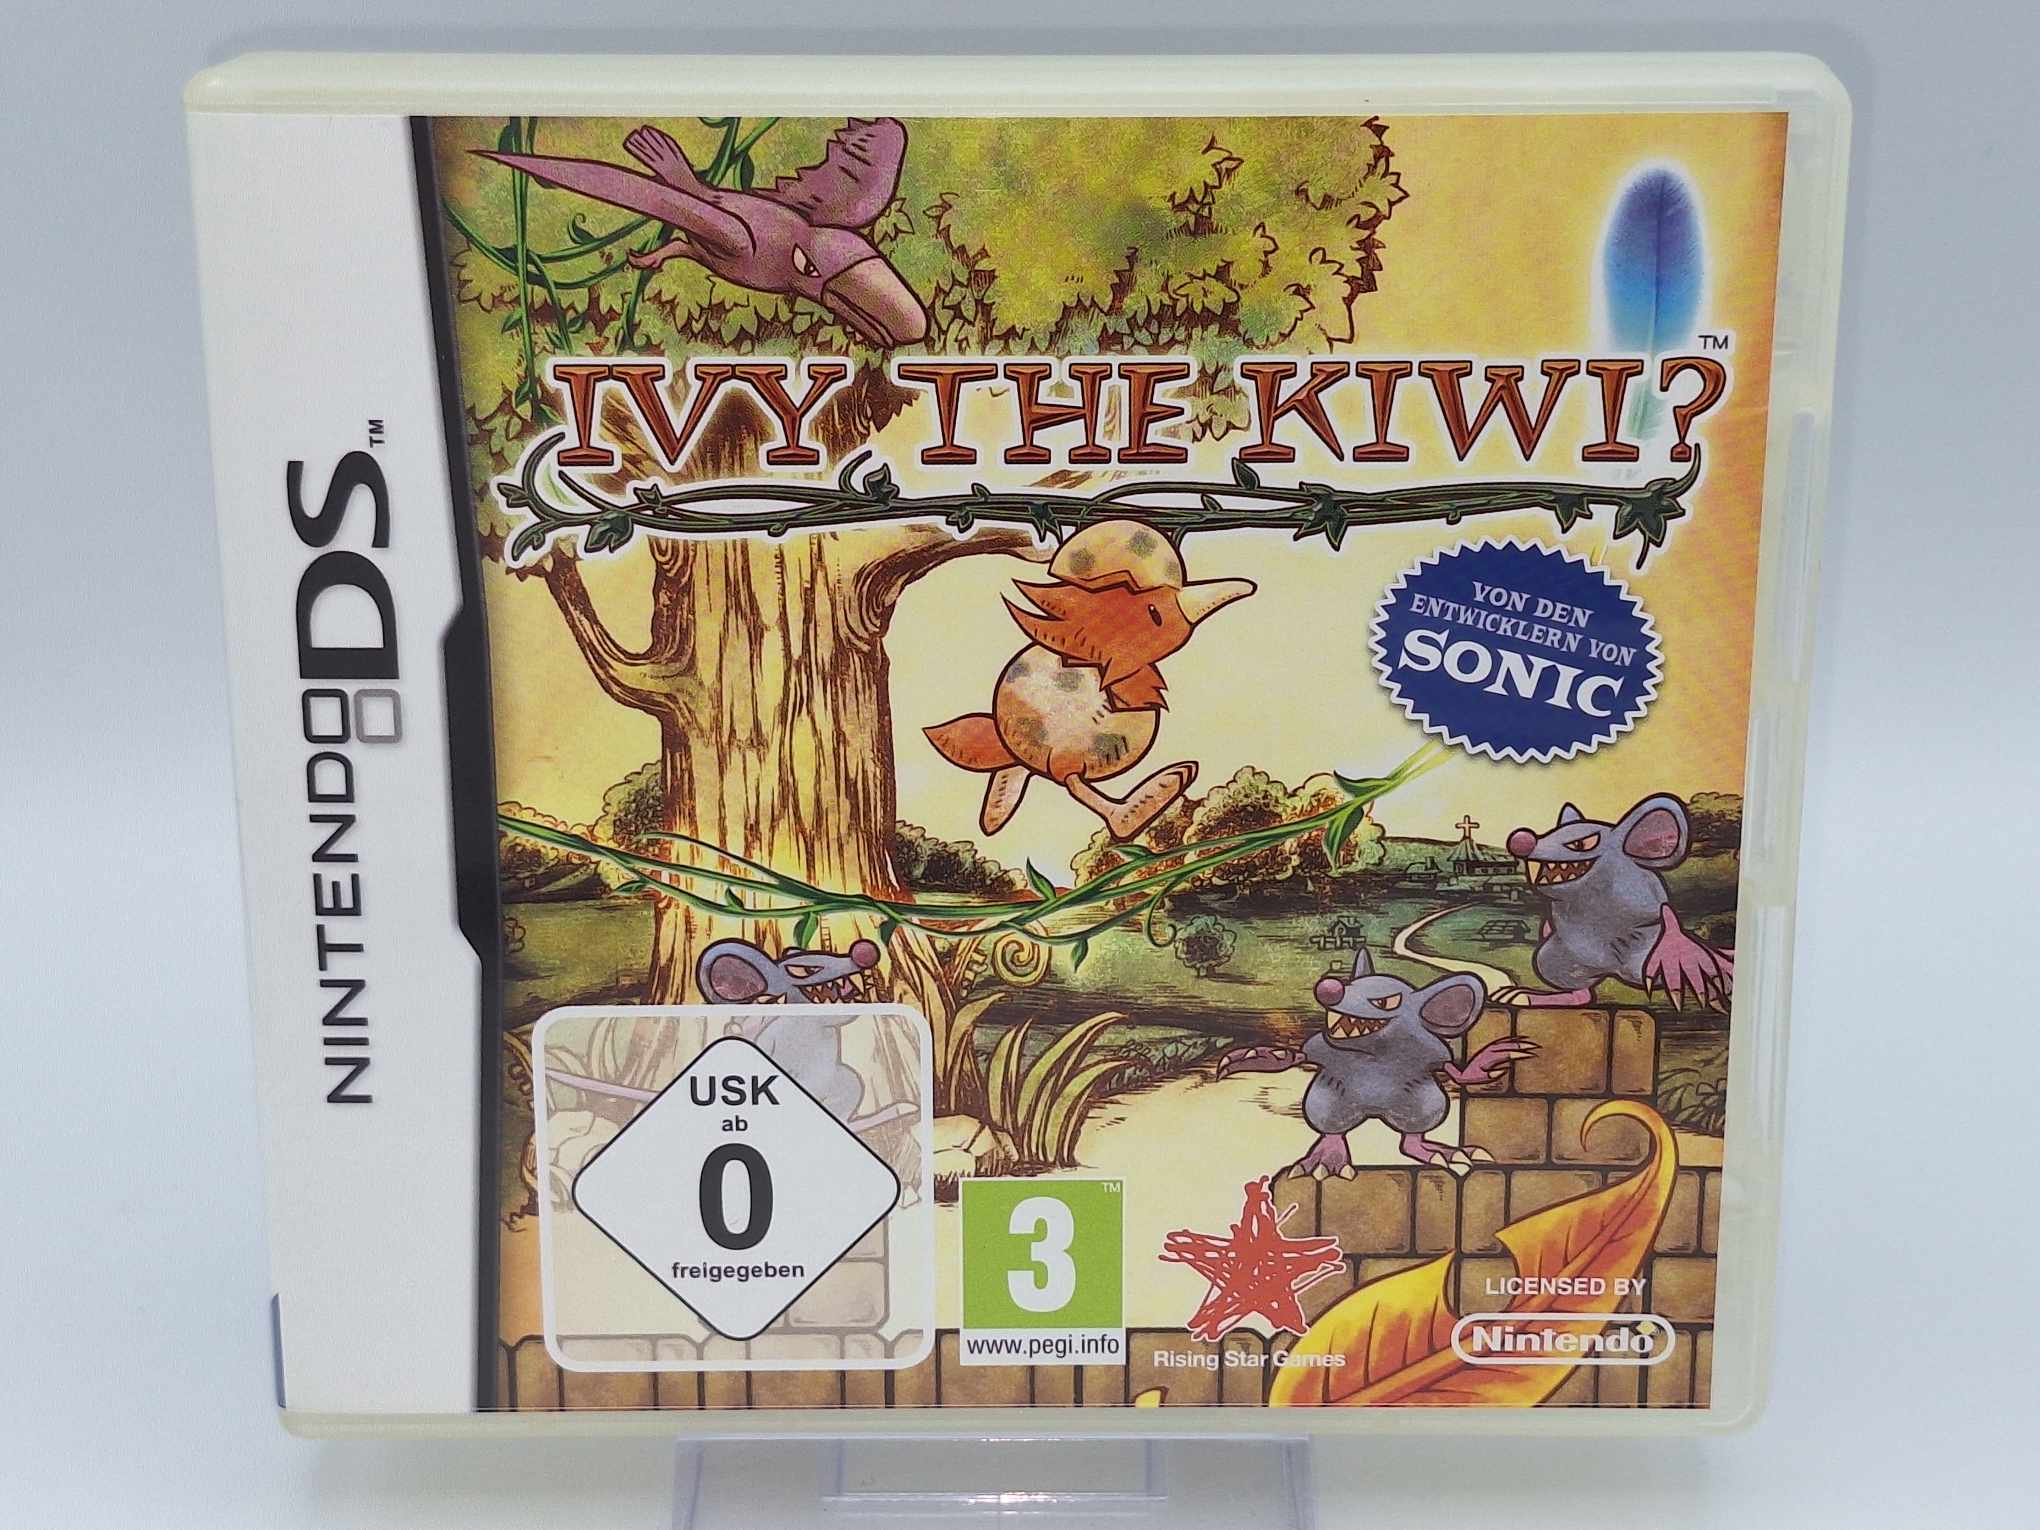 NINTENDO DS™
IVY THE KIWI?™
VON DEN
ENTWICKLERN VON
SONIC
USK
ab
0
freigegeben
3™
www.pegi.info
Rising Star Games
LICENSED BY
Nintendo